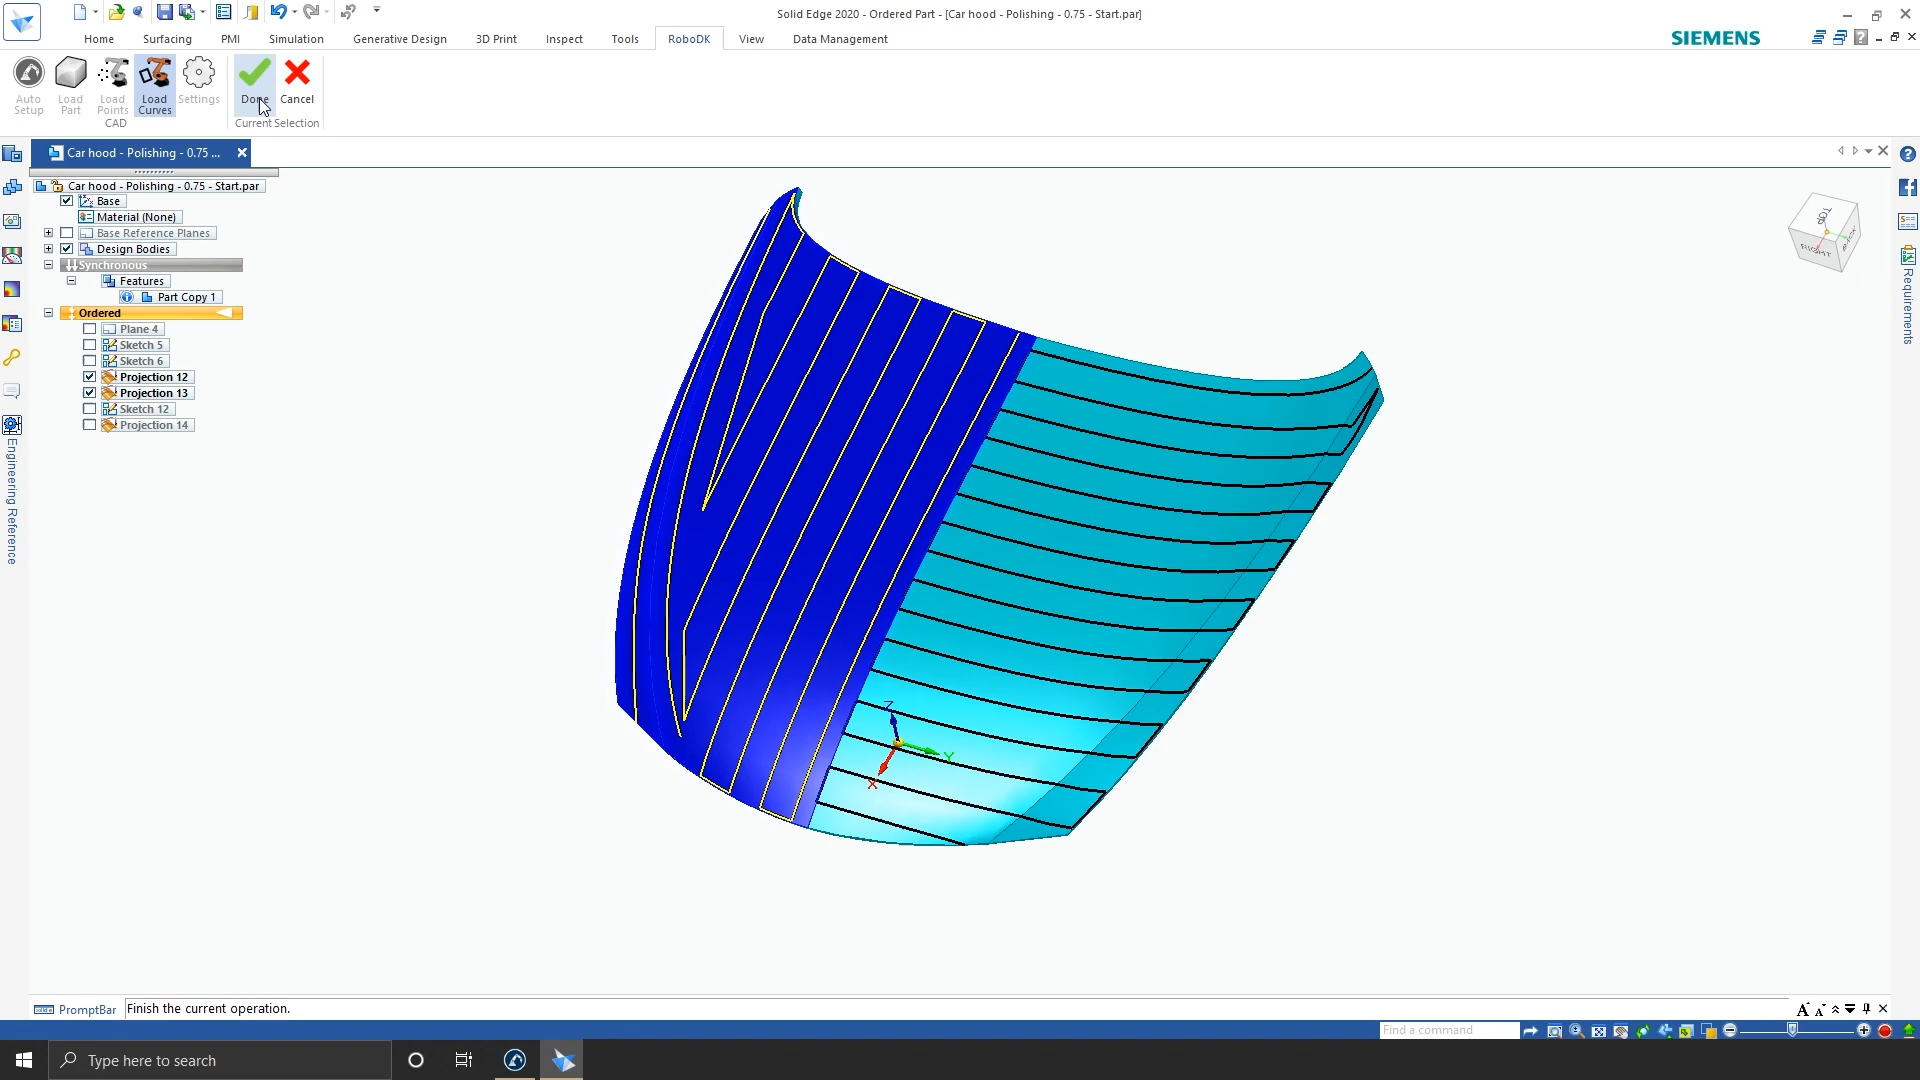 Solid Edge 2020 - Ordered Part - [Car hood - Polishing - 0.75 - Start.par]
Home Surfacing PMI Simulation Generative Design 3D Print Inspect Tools RoboDK View Data Management
SIEMENS
Auto Setup
Load Part
Load Points
Load Curves
Settings
Done
Cancel
CAD
Current Selection
Car hood - Polishing - 0.75 ...
Car hood - Polishing - 0.75 - Start.par
Base
Material (None)
Base Reference Planes
Design Bodies
Synchronous
Features
Part Copy 1
Ordered
Plane 4
Sketch 5
Sketch 6
Projection 12
Projection 13
Sketch 12
Projection 14
Engineering Reference
Requirements
TOP
RIGHT
Z
Y
X
PromptBar
Finish the current operation.
Find a command
Type here to search